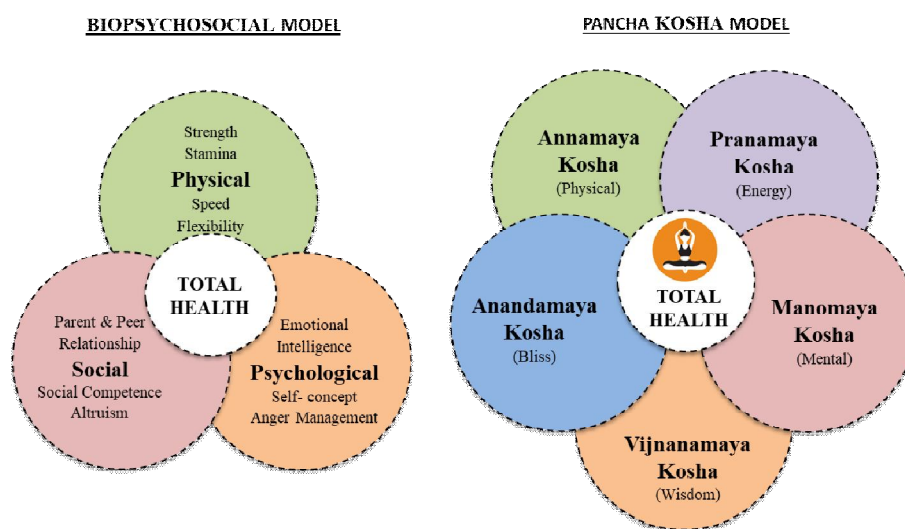 BIOPSYCHOSOCIAL MODEL
Strength
Stamina
Physical
Speed
Flexibility
TOTAL
HEALTH
Parent & Peer
Relationship
Social
Social Competence
Altruism
Emotional
Intelligence
Psychological
Self- concept
Anger Management
PANCHA KOSHA MODEL
Annamaya
Kosha
(Physical)
Pranamaya
Kosha
(Energy)
Anandamaya
Kosha
(Bliss)
TOTAL
HEALTH
Manomaya
Kosha
(Mental)
Vijnanamaya
Kosha
(Wisdom)